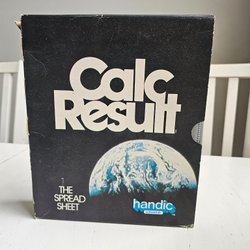 Calc
Result
THE
SPREAD
SHEET
handic